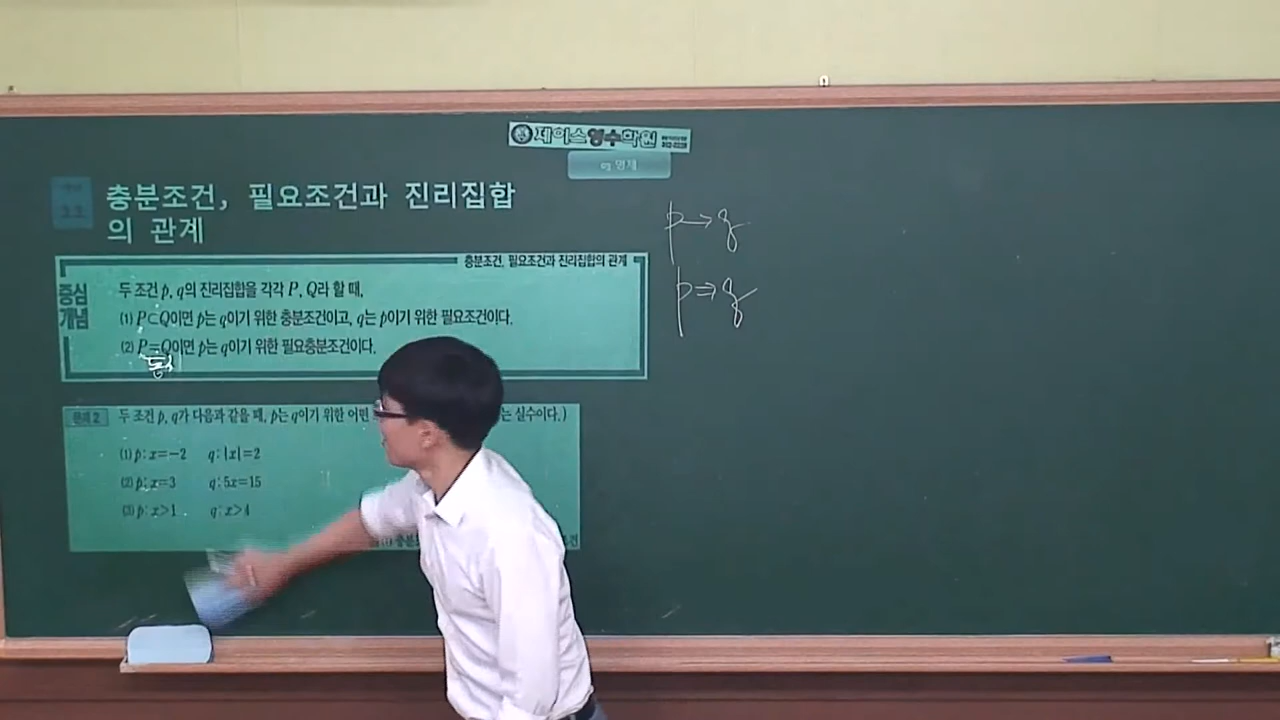 제이스영수학원
명제
충분조건, 필요조건과 진리집합
의 관계
충분조건, 필요조건과 진리집합의 관계
중심
개념
두 조건 p, q의 진리집합을 각각 P, Q라 할 때,
(1) P⊂Q이면 p는 q이기 위한 충분조건이고, q는 p이기 위한 필요조건이다.
(2) P=Q이면 p는 q이기 위한 필요충분조건이다.
동시
문제 2 두 조건 p, q가 다음과 같을 때, p는 q이기 위한 어떤 는 실수이다.)
(1) p: x=-2 q: |x|=2
(2) p: x=3 q: 5x=15
(3) p: x>1 q: x>4
p→q
p⇒q